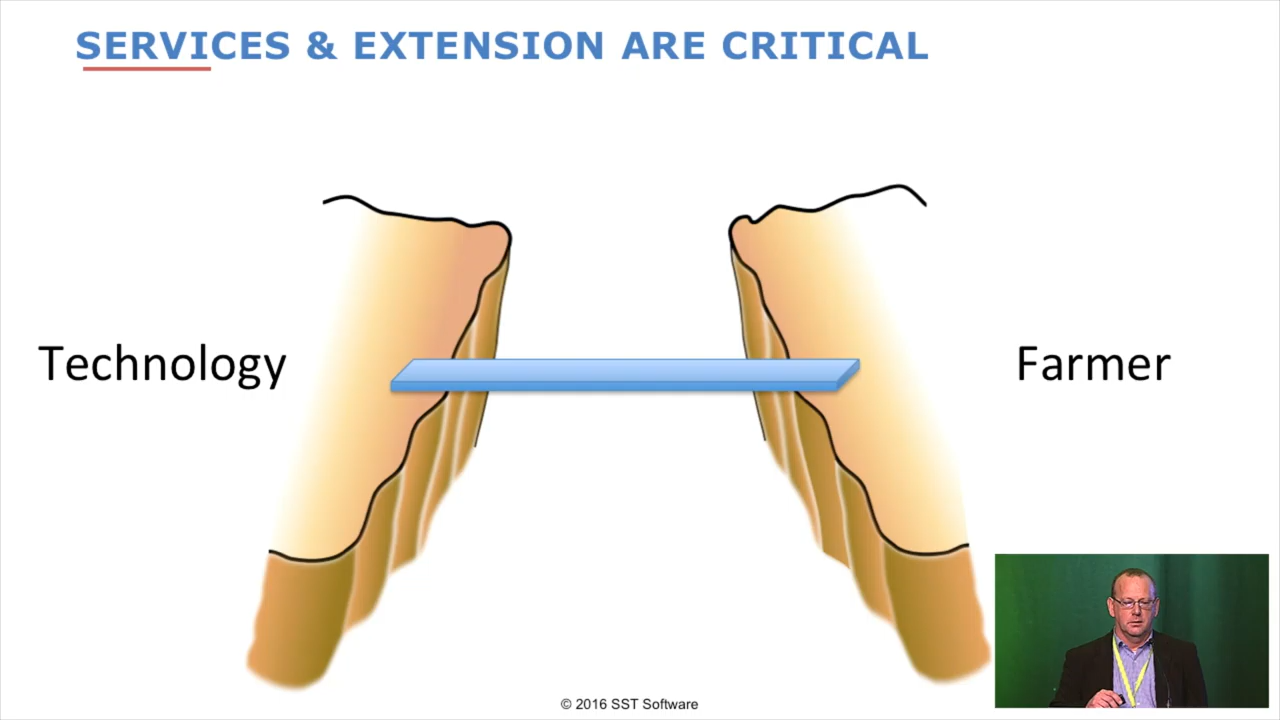 SERVICES & EXTENSION ARE CRITICAL
Technology
Farmer
© 2016 SST Software